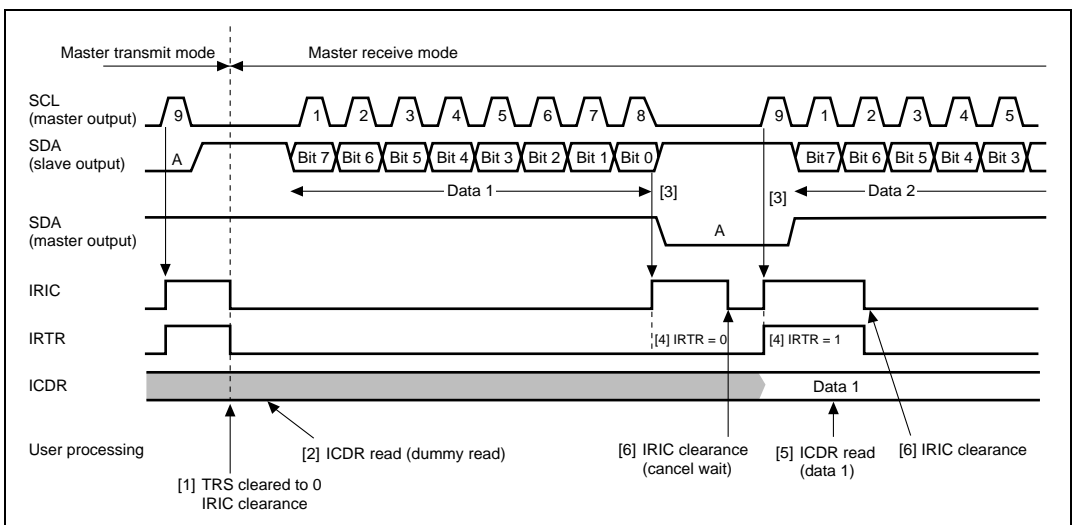 Master transmit mode
Master receive mode
SCL
(master output)
9 1 2 3 4 5 6 7 8 9 1 2 3 4 5
SDA
(slave output)
A Bit 7 Bit 6 Bit 5 Bit 4 Bit 3 Bit 2 Bit 1 Bit 0 Bit7 Bit 6 Bit 5 Bit 4 Bit 3
Data 1 [3] [3] Data 2
SDA
(master output)
A
IRIC
IRTR
[4] IRTR = 0 [4] IRTR = 1
ICDR
Data 1
User processing
[2] ICDR read (dummy read)
[6] IRIC clearance
(cancel wait)
[5] ICDR read
(data 1)
[6] IRIC clearance
[1] TRS cleared to 0
IRIC clearance